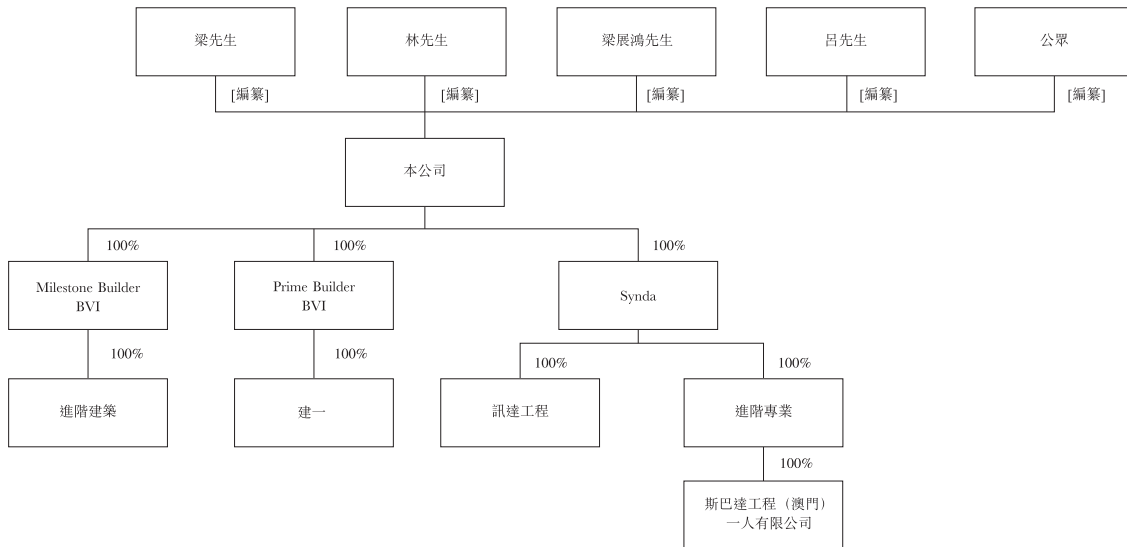 梁先生
林先生
梁展鴻先生
呂先生
公眾
[編纂]
[編纂]
[編纂]
[編纂]
[編纂]
本公司
100%
100%
100%
Milestone Builder
BVI
Prime Builder
BVI
Synda
100%
100%
100%
100%
進階建築
建一
訊達工程
進階專業
100%
斯巴達工程（澳門）
一人有限公司